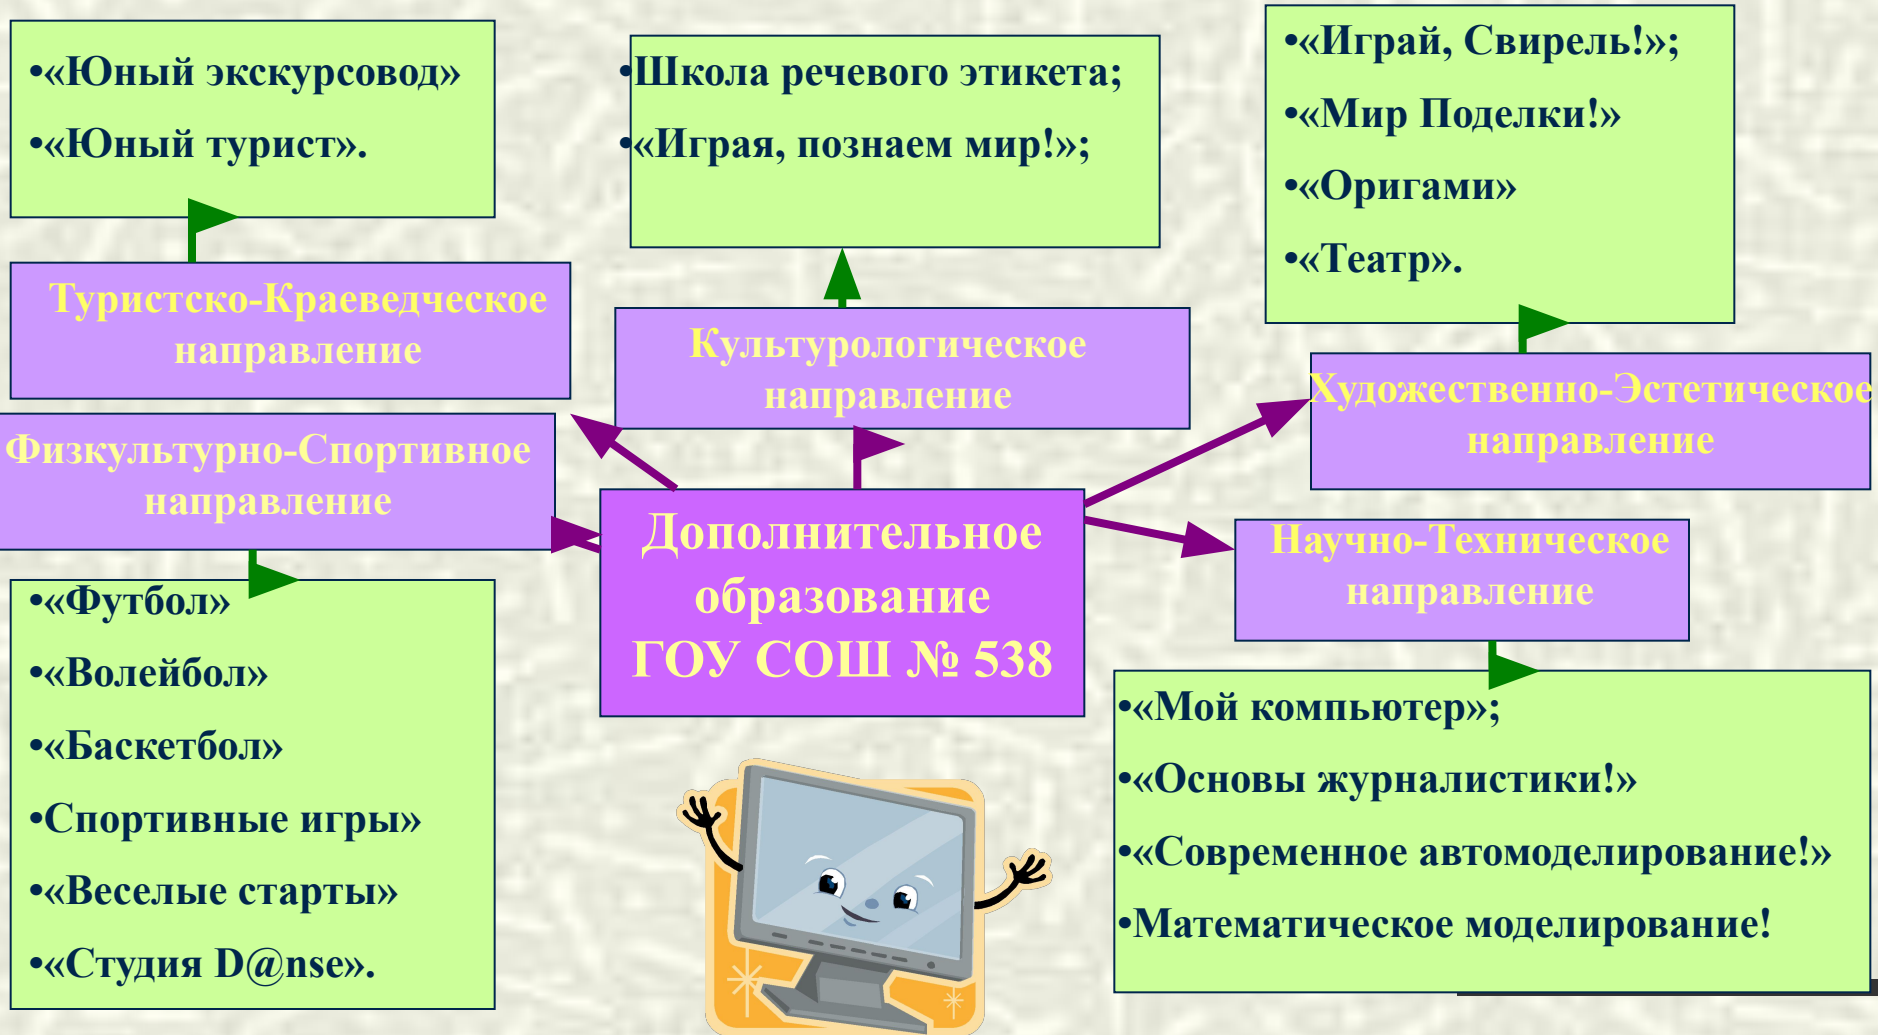 •«Юный экскурсовод»
•«Юный турист».
Туристско-Краеведческое
направление
•Школа речевого этикета;
•«Играя, познаем мир!»;
Культурологическое
направление
•«Играй, Свирель!»;
•«Мир Поделки!»
•«Оригами»
•«Театр».
Художественно-Эстетическое
направление
Физкультурно-Спортивное
направление
•«Футбол»
•«Волейбол»
•«Баскетбол»
•Спортивные игры»
•«Веселые старты»
•«Студия D@nse».
Дополнительное
образование
ГОУ СОШ № 538
Научно-Техническое
направление
•«Мой компьютер»;
•«Основы журналистики!»
•«Современное автомоделирование!»
•Математическое моделирование!